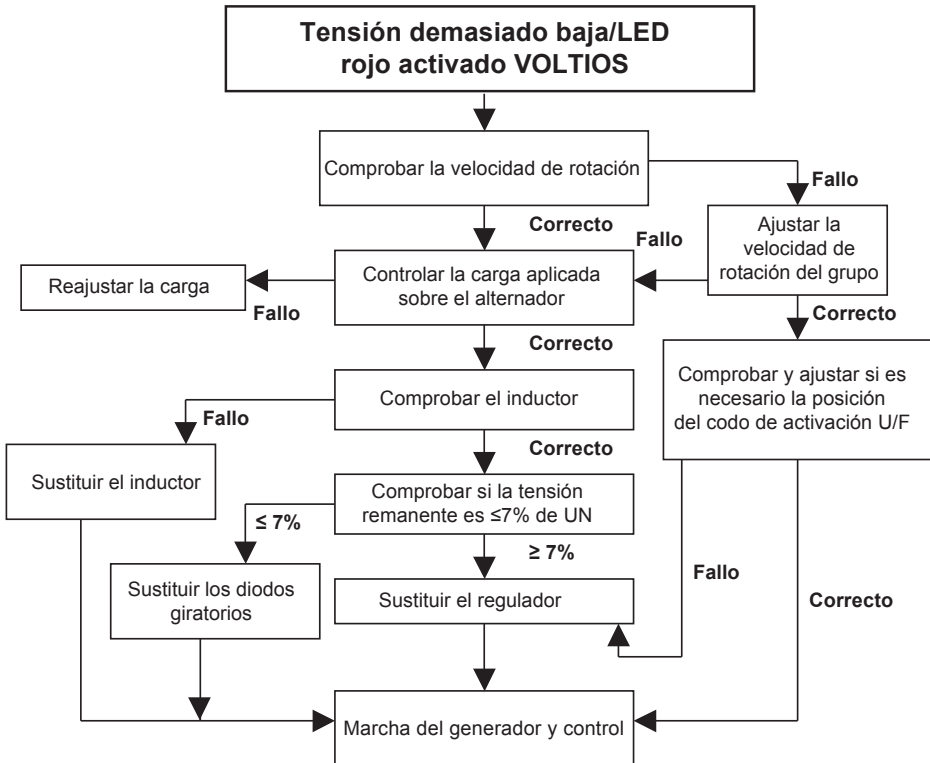 Tensión demasiado baja/LED
rojo activado VOLTIOS
Comprobar la velocidad de rotación
Fallo
Correcto
Ajustar la
velocidad de
rotación del grupo
Fallo
Controlar la carga aplicada
sobre el alternador
Reajustar la carga
Fallo
Correcto
Correcto
Comprobar y ajustar si es
necesario la posición
del codo de activación U/F
Comprobar el inductor
Fallo
Correcto
Sustituir el inductor
Comprobar si la tensión
remanente es ≤7% de UN
≤ 7%
≥ 7%
Fallo
Correcto
Sustituir los diodos
giratorios
Sustituir el regulador
Marcha del generador y control